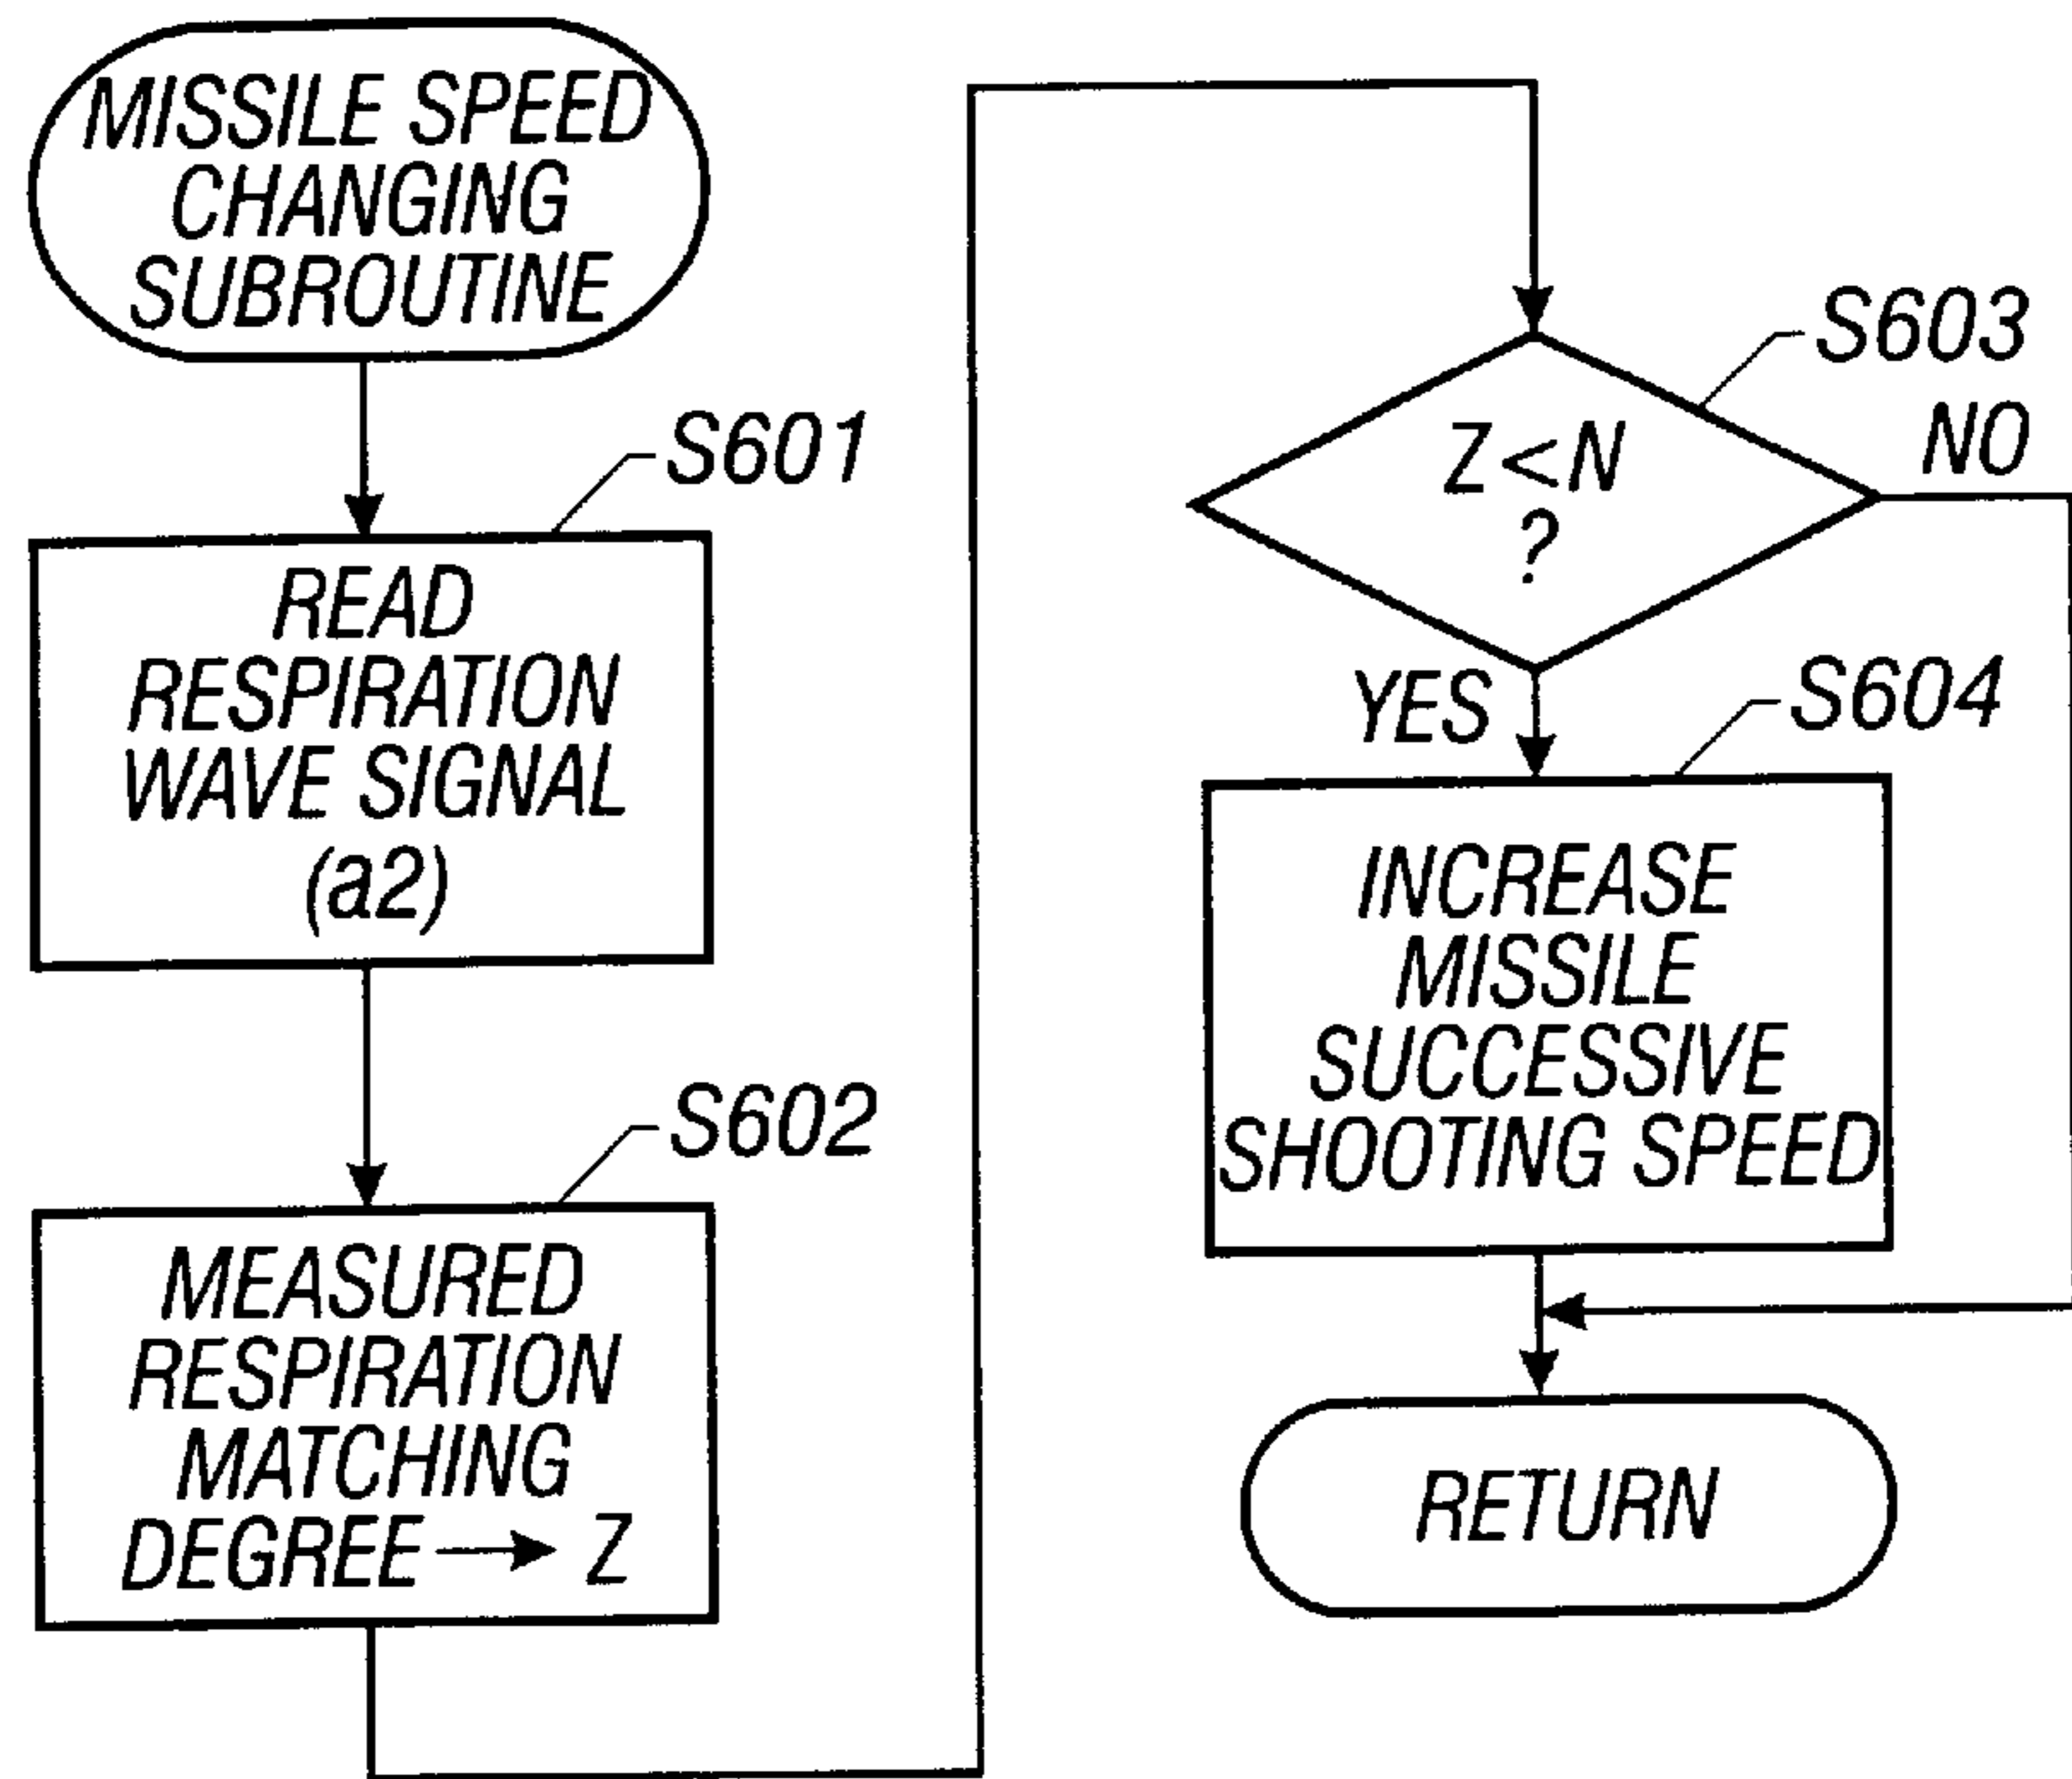 MISSILE SPEED
CHANGING
SUBROUTINE
S601
READ
RESPIRATION
WAVE SIGNAL
(a2)
S602
MEASURED
RESPIRATION
MATCHING
DEGREE → Z
S603
Z<N
?
NO
YES
S604
INCREASE
MISSILE
SUCCESSIVE
SHOOTING SPEED
RETURN